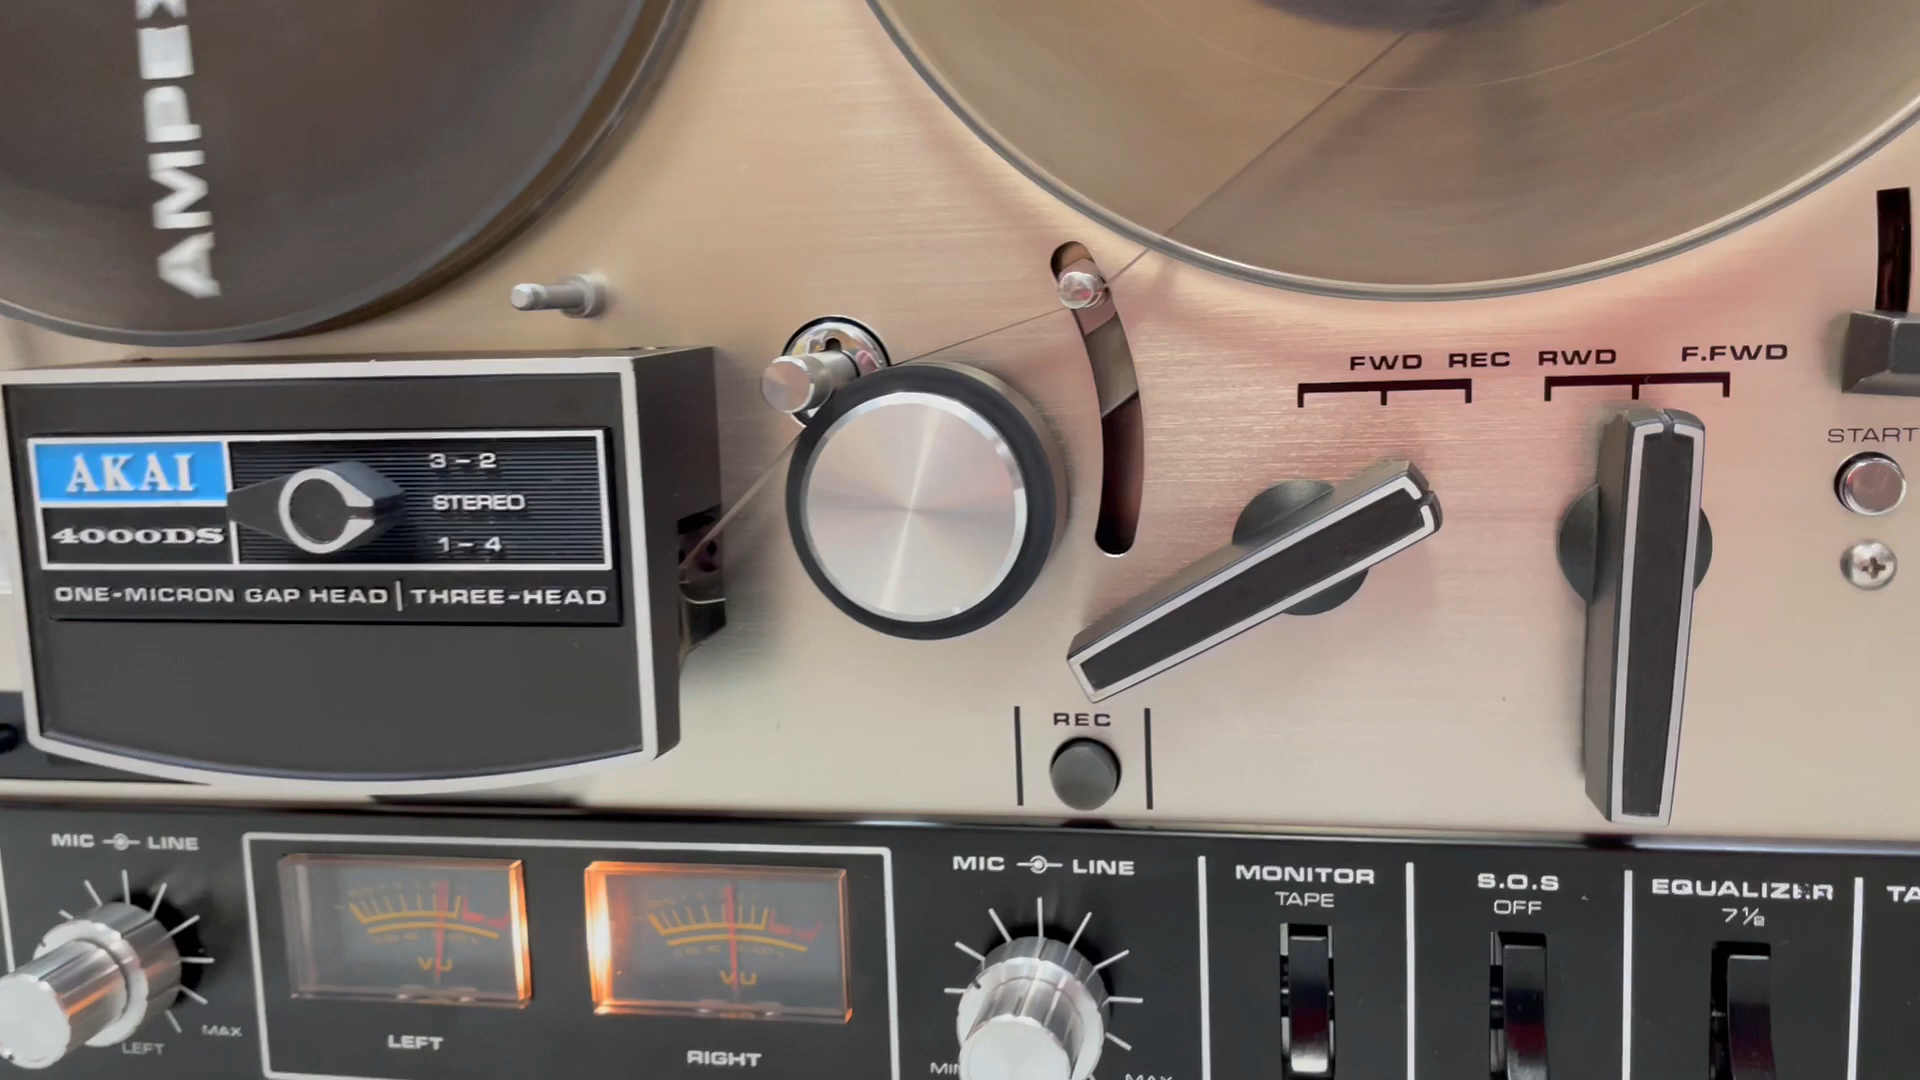 AMPEX
FWD REC RWD F.FWD
START
AKAI
4000DS
3 - 2
STEREO
1 - 4
ONE-MICRON GAP HEAD | THREE-HEAD
REC
MIC LINE
MAX
LEFT
VU
LEFT
VU
RIGHT
MIC LINE
MONITOR
TAPE
S.O.S
OFF
EQUALIZER
7½